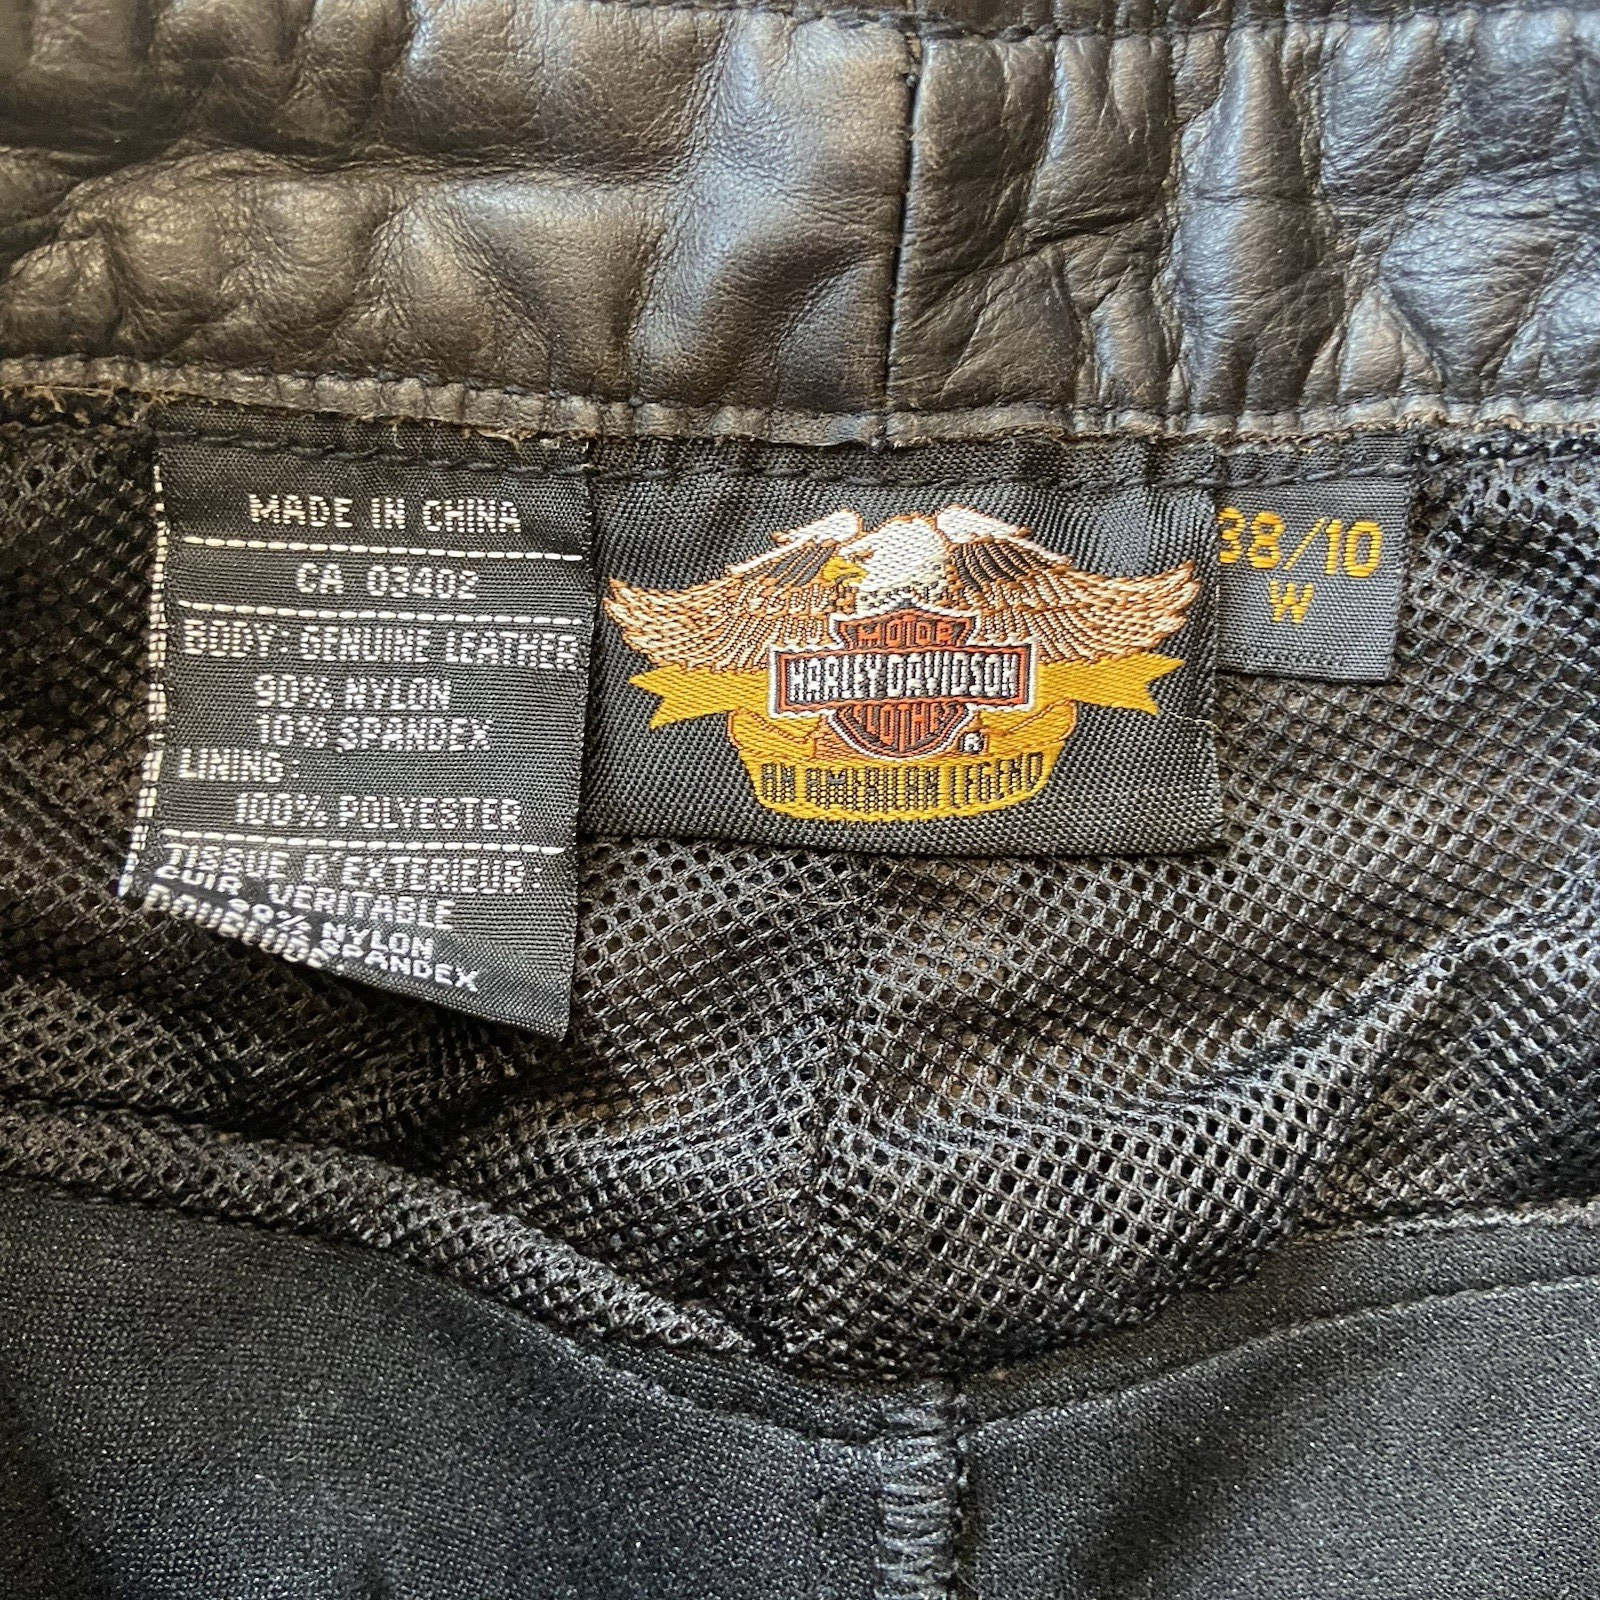 MADE IN CHINA
CA 03402
BODY: GENUINE LEATHER
90% NYLON
10% SPANDEX
LINING:
100% POLYESTER
TISSUE D'EXTERIEUR:
CUIR VERITABLE
90% NYLON
SPANDEX
MOTOR
HARLEY-DAVIDSON
CLOTHES
®
AN AMERICAN LEGEND
38/10
W